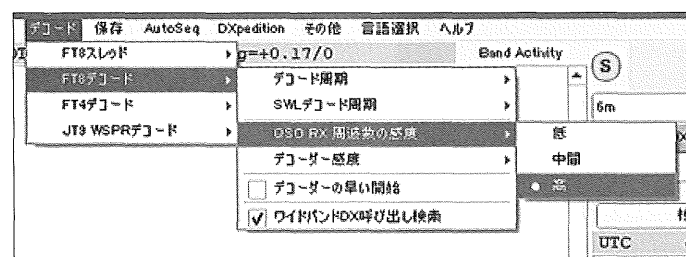 デコード 保存 AutoSeq DXpedition その他 言語選択 ヘルプ
FT8スレッド g=+0.17/0 Band Activity
S
FT8デコード デコード周期
FT4デコード SWLデコード周期 6m
JT9 WSPRデコード QSO RX 周波数の感度 低
デコーダー感度 中間
デコーダーの早い開始 高
ワイドバンドDX呼び出し検索
UTC